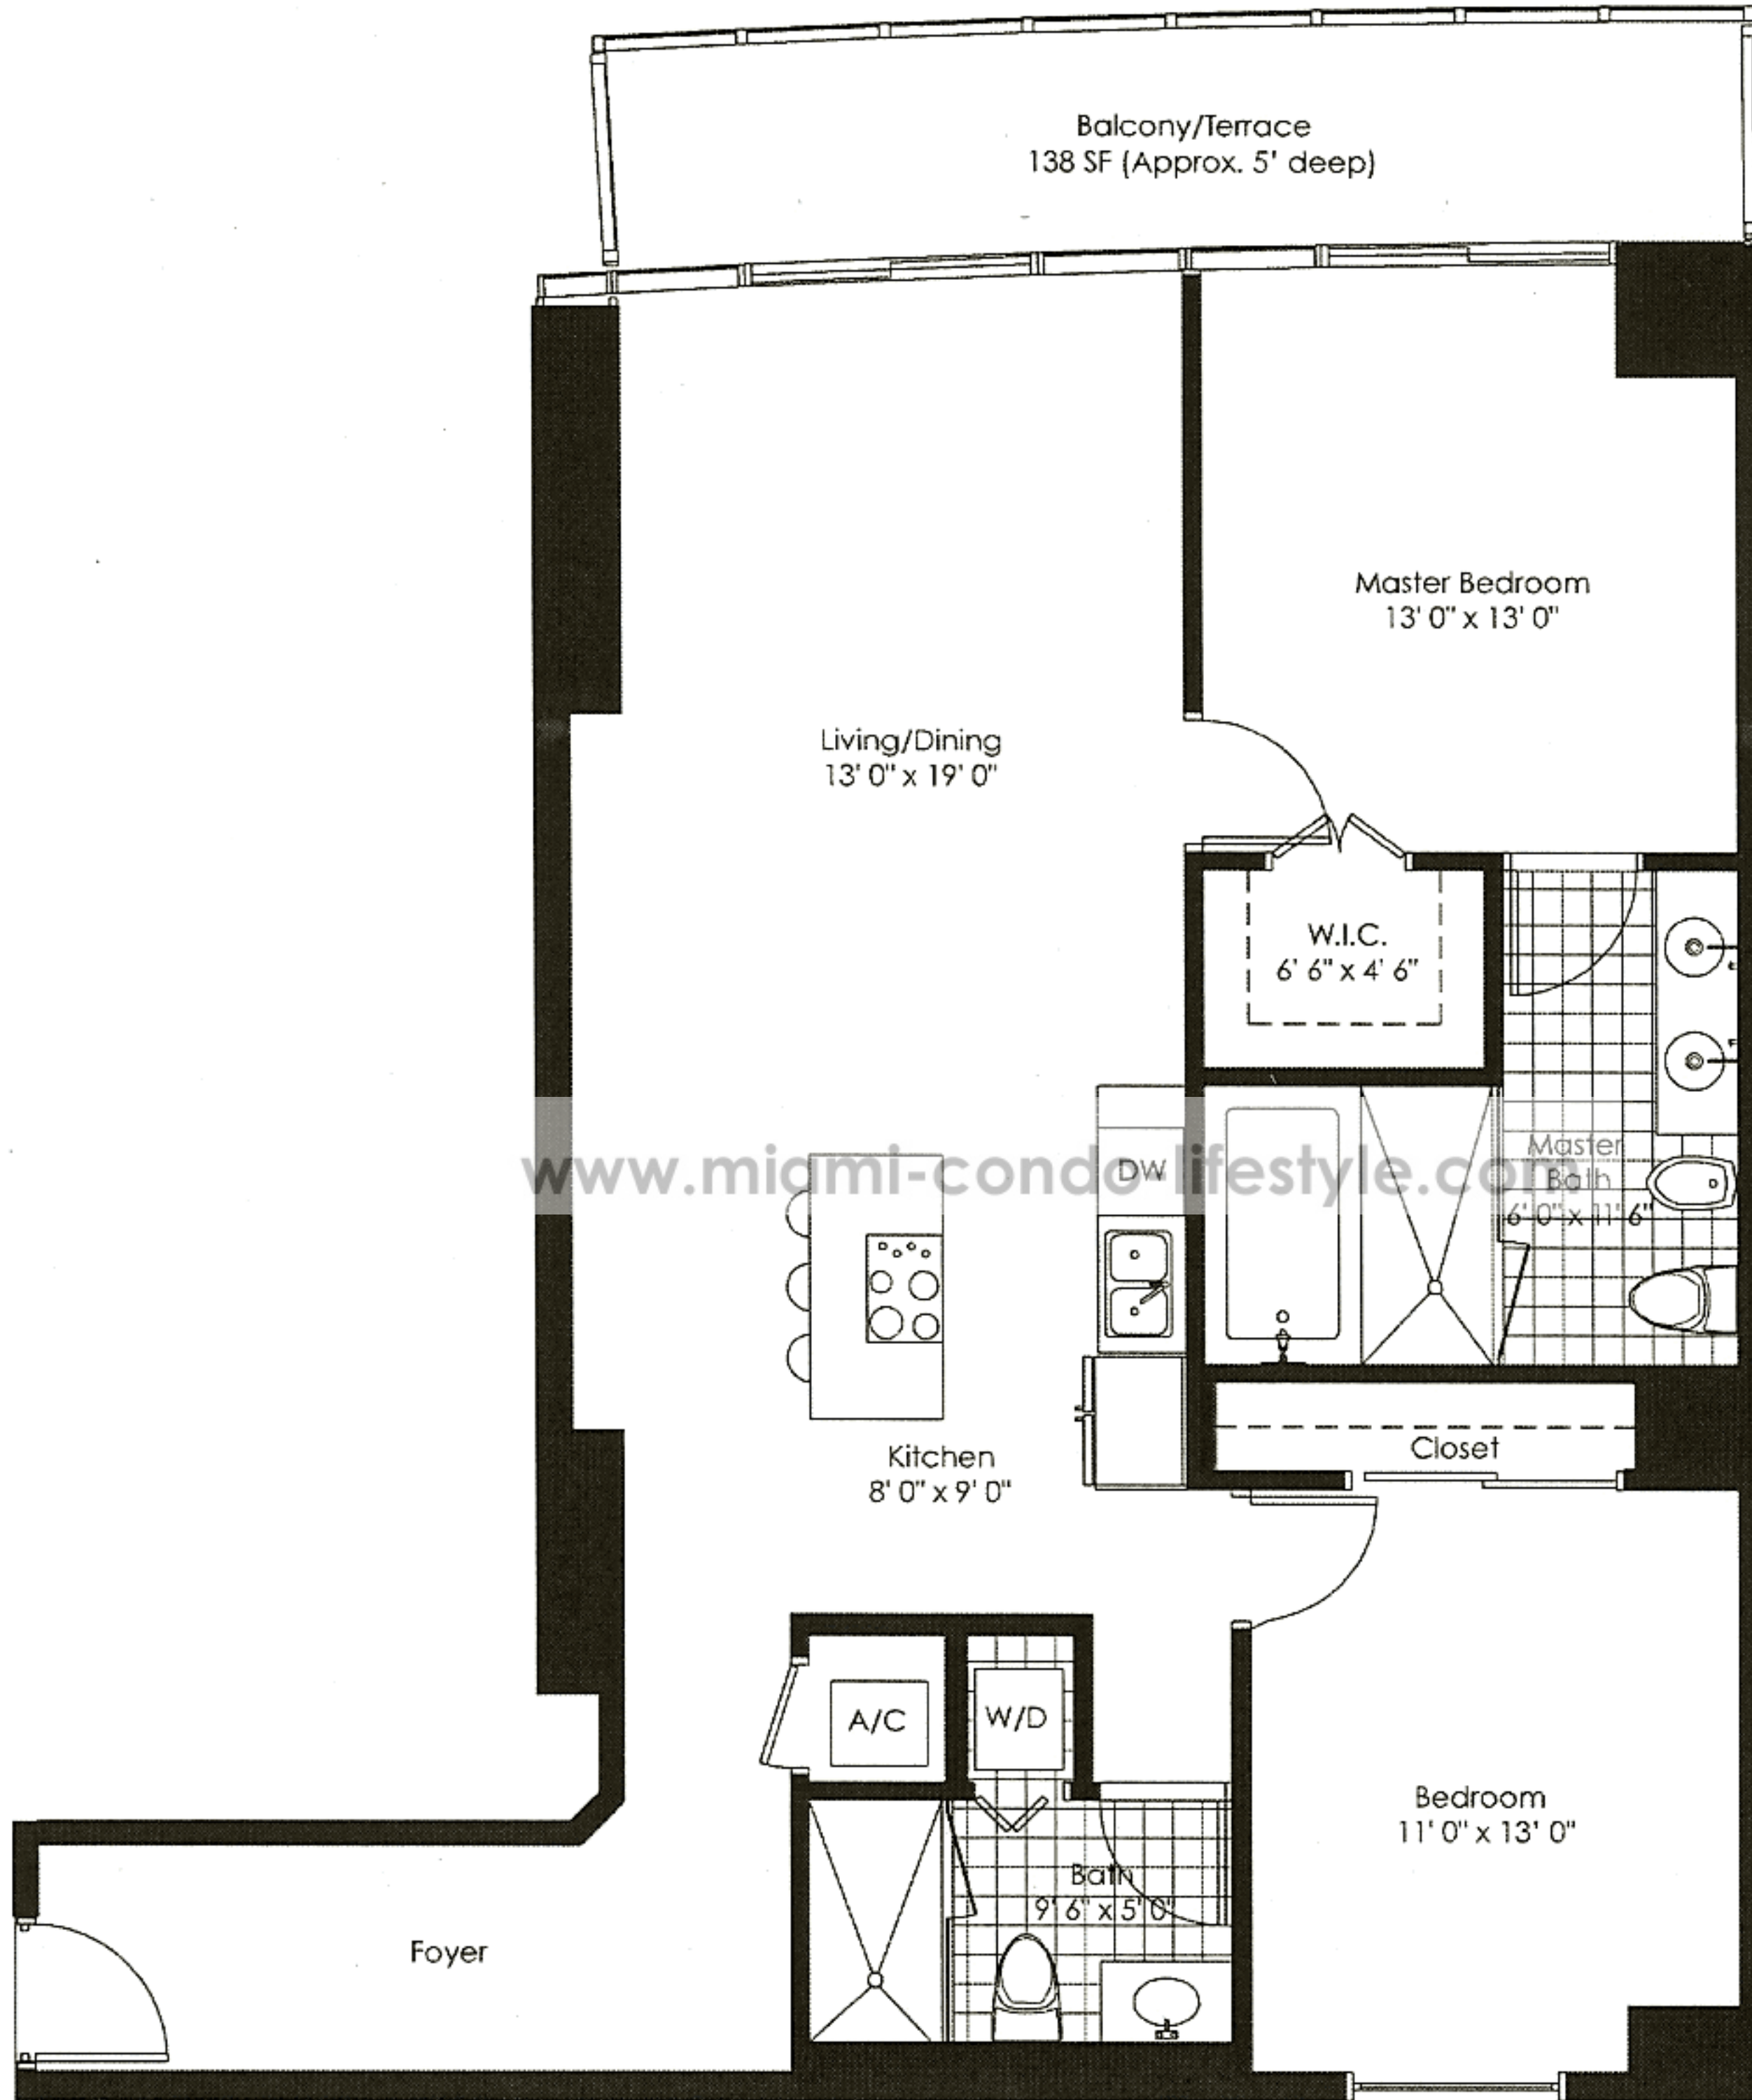 Balcony/Terrace
138 SF (Approx. 5' deep)
Master Bedroom
13' 0" x 13' 0"
Living/Dining
13' 0" x 19' 0"
W.I.C.
6' 6" x 4' 6"
www.miami-condo-lifestyle.com
DW
Master
Bath
6' 0" x 11' 6"
Closet
Kitchen
8' 0" x 9' 0"
A/C
W/D
Bedroom
11' 0" x 13' 0"
Bath
9' 6" x 5' 0"
Foyer